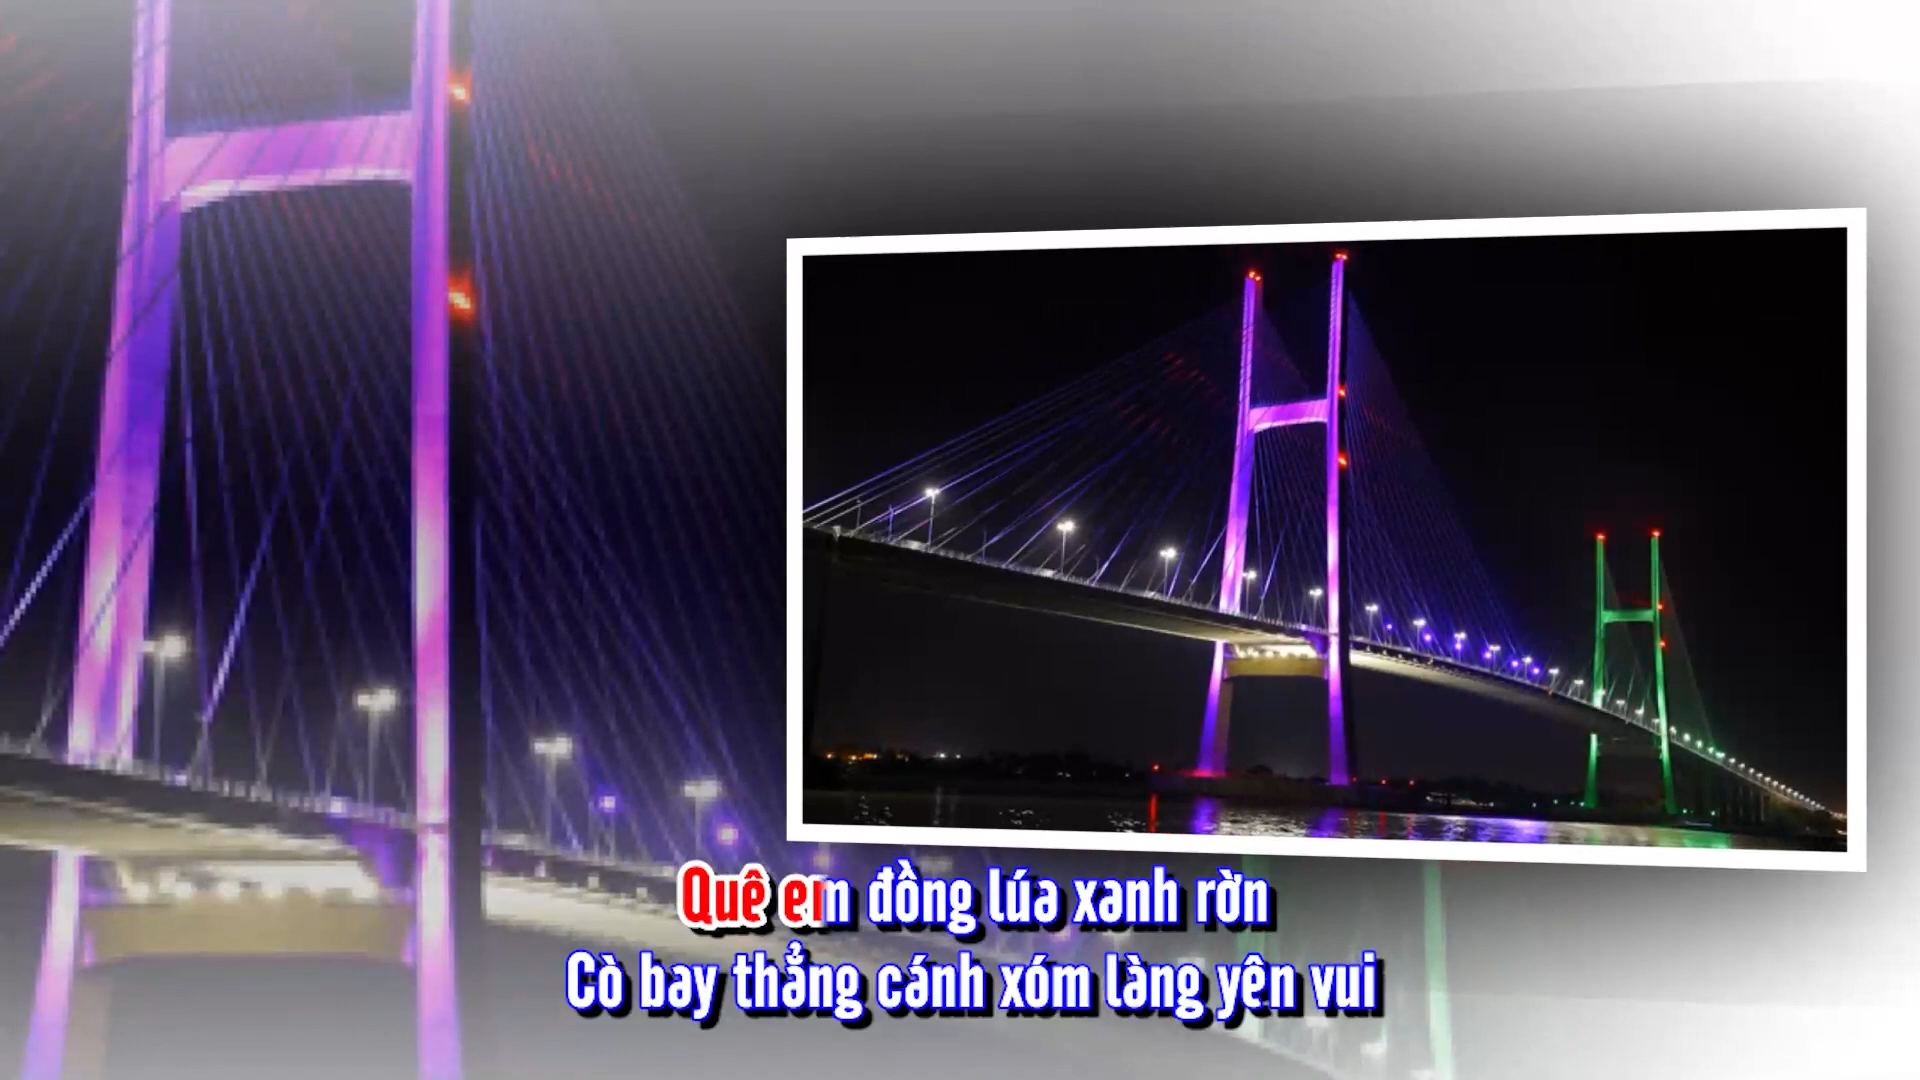 Quê em đồng lúa xanh rờn
Cò bay thẳng cánh xóm làng yên vui